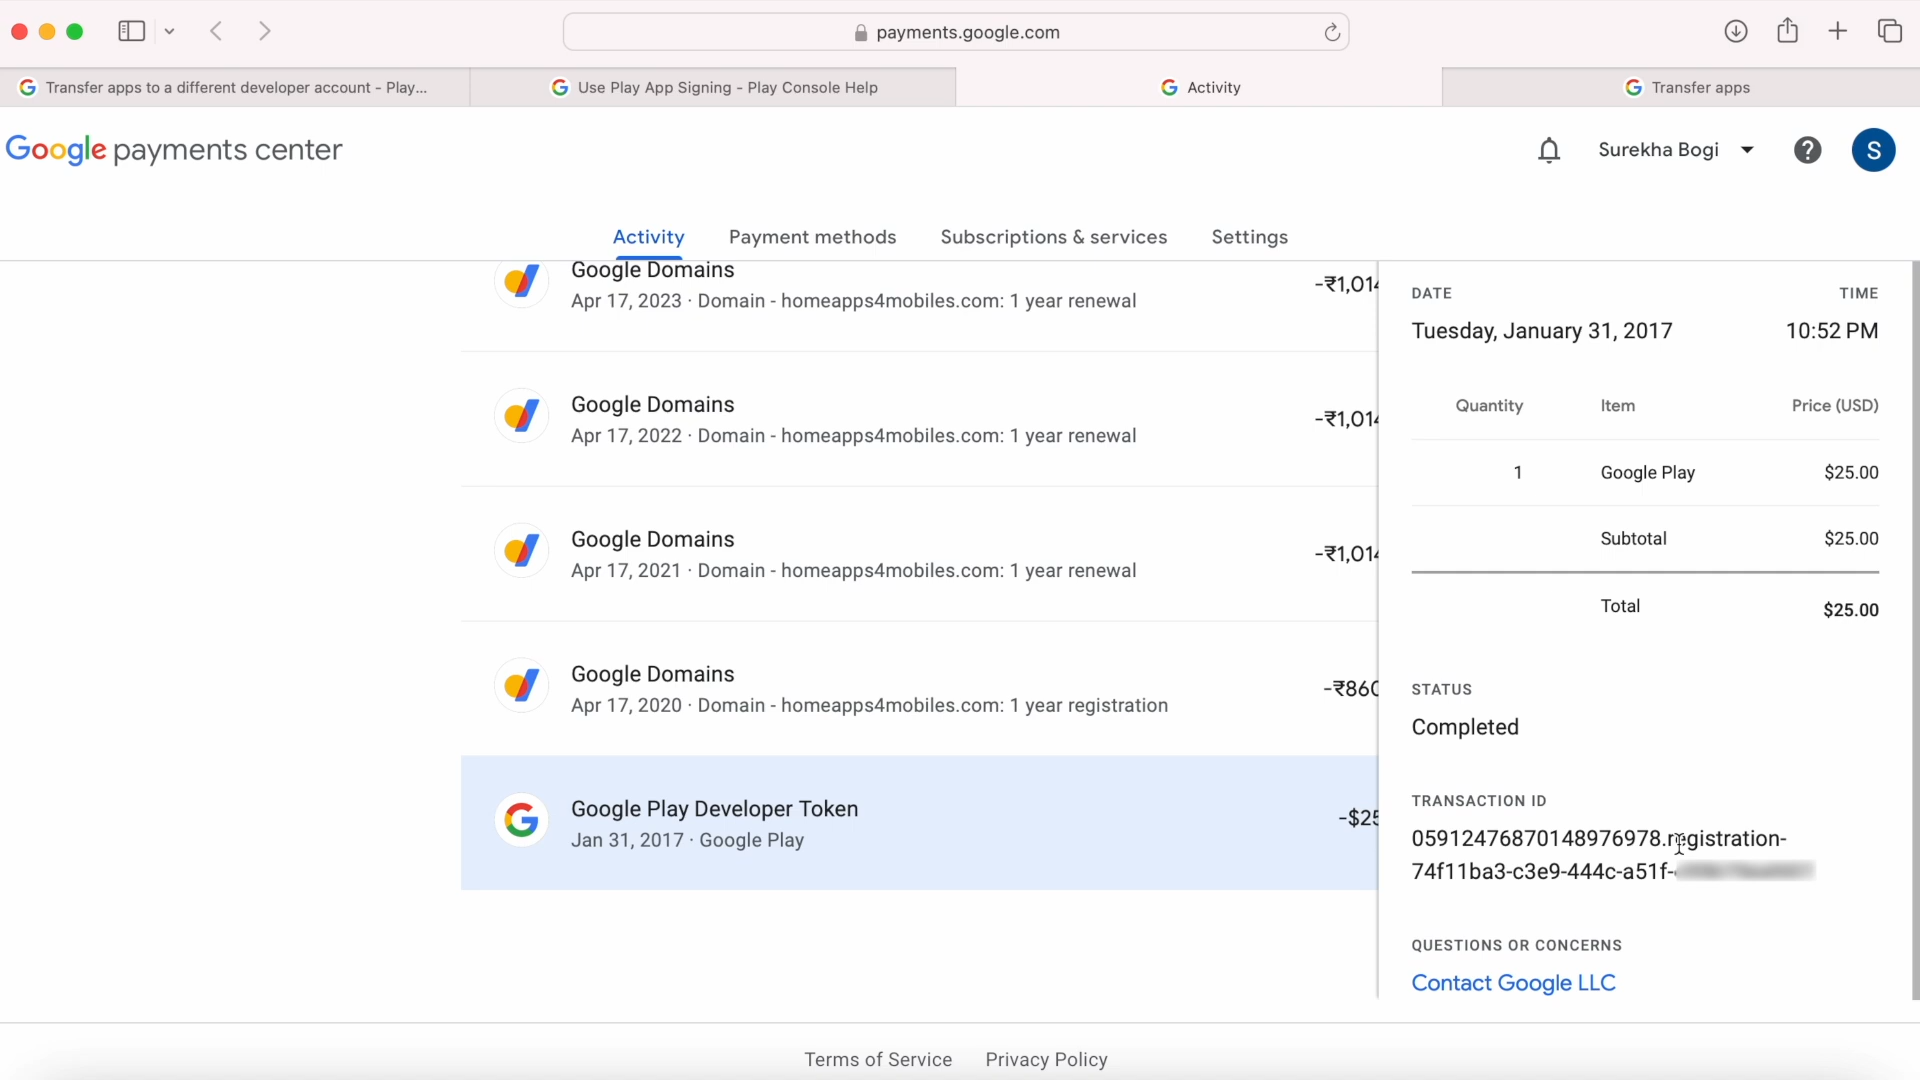 payments.google.com
Transfer apps to a different developer account - Play...
Use Play App Signing - Play Console Help
Activity
Transfer apps
Google payments center
Surekha Bogi
?
S
Activity
Payment methods
Subscriptions & services
Settings
Google Domains
-₹1,014
Apr 17, 2023 · Domain - homeapps4mobiles.com: 1 year renewal
Google Domains
-₹1,014
Apr 17, 2022 · Domain - homeapps4mobiles.com: 1 year renewal
Google Domains
-₹1,014
Apr 17, 2021 · Domain - homeapps4mobiles.com: 1 year renewal
Google Domains
-₹860
Apr 17, 2020 · Domain - homeapps4mobiles.com: 1 year registration
Google Play Developer Token
-$25
Jan 31, 2017 · Google Play
DATE TIME
Tuesday, January 31, 2017 10:52 PM
Quantity Item Price (USD)
1 Google Play $25.00
Subtotal $25.00
Total $25.00
STATUS
Completed
TRANSACTION ID
05912476870148976978.registration-
74f11ba3-c3e9-444c-a51f-
QUESTIONS OR CONCERNS
Contact Google LLC
Terms of Service
Privacy Policy